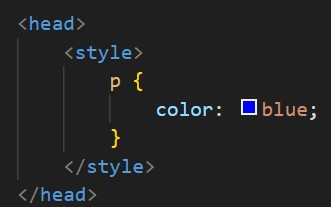 <head>
<style>
p {
color: blue;
}
</style>
</head>